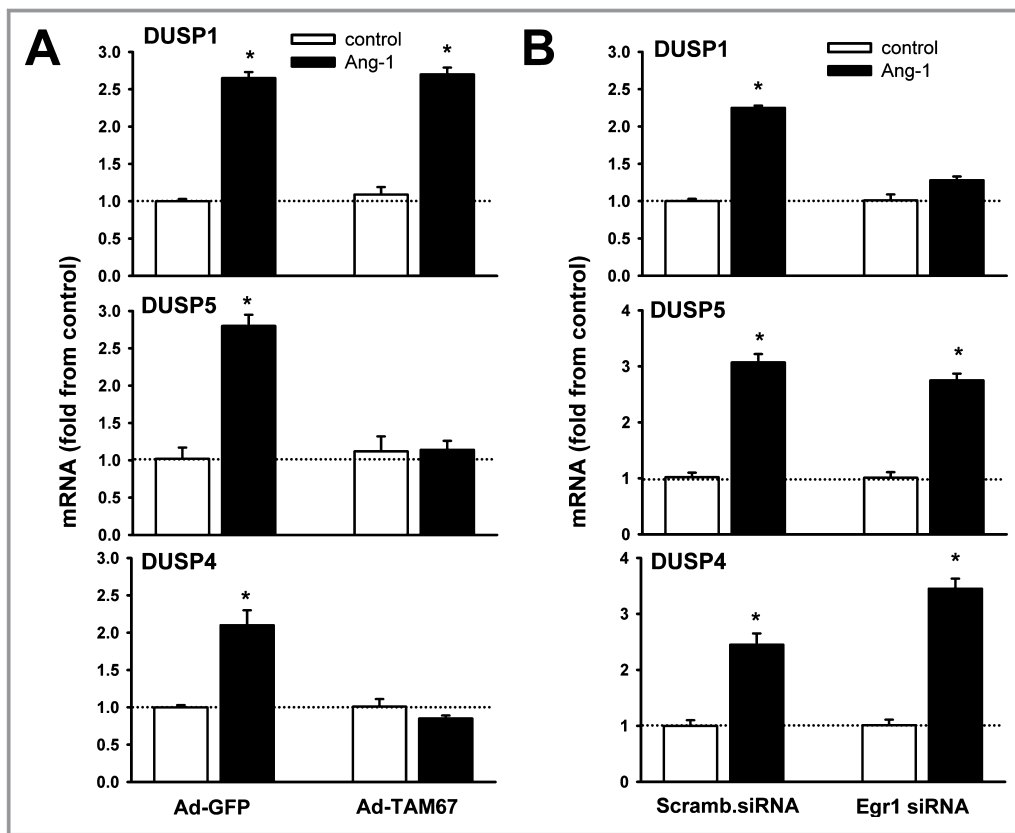 A
DUSP1
control
Ang-1
*
*
3.0
2.5
2.0
1.5
1.0
0.5
0.0
DUSP5
*
3.0
2.5
2.0
1.5
1.0
0.5
0.0
DUSP4
*
3.0
2.5
2.0
1.5
1.0
0.5
0.0
mRNA (fold from control)
Ad-GFP
Ad-TAM67
B
DUSP1
control
Ang-1
*
3.0
2.5
2.0
1.5
1.0
0.5
0.0
DUSP5
*
*
4
3
2
1
0
DUSP4
*
*
4
3
2
1
0
mRNA (fold from control)
Scramb.siRNA
Egr1 siRNA